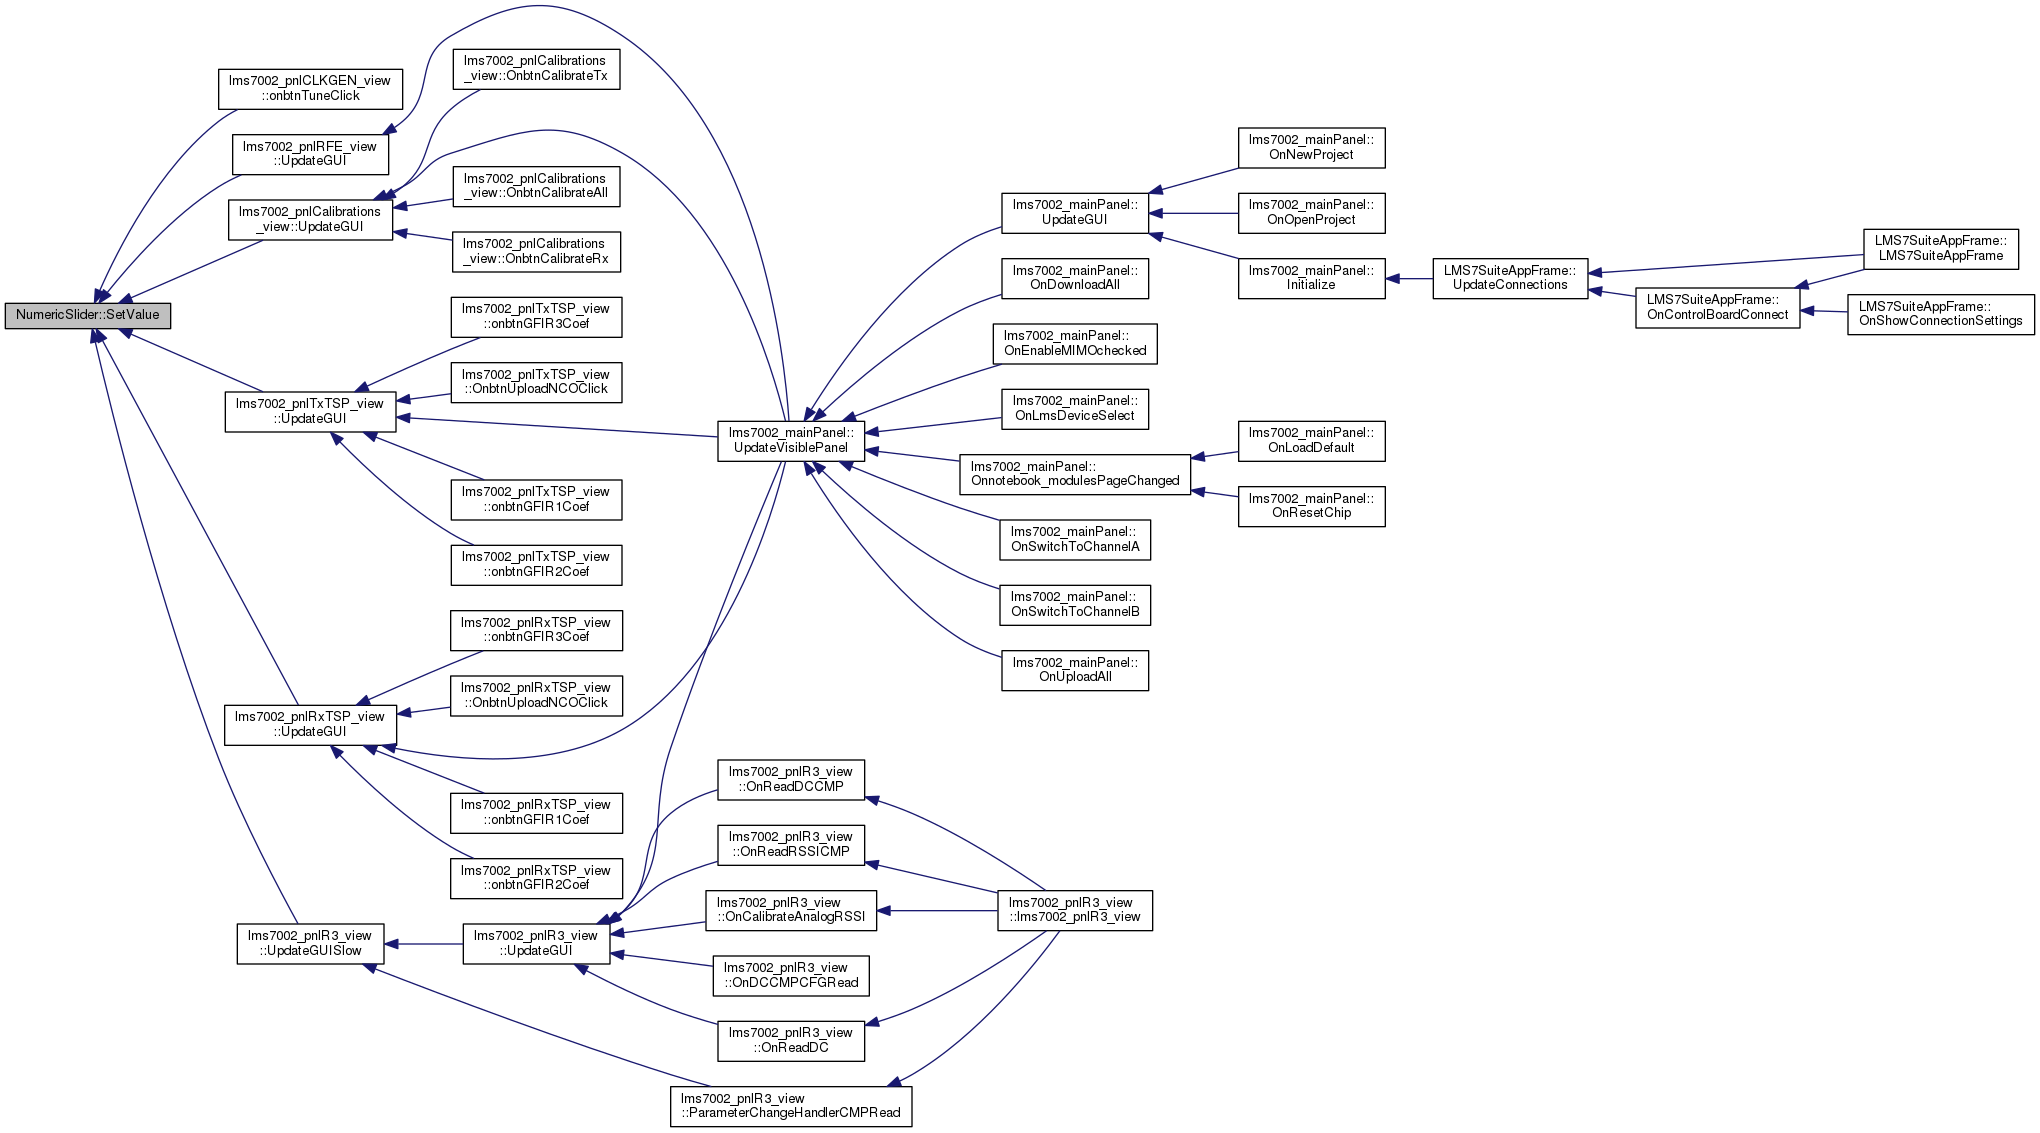 NumericSlider::SetValue
lms7002_pnlCLKGEN_view
::onbtnTuneClick
lms7002_pnlRFE_view
::UpdateGUI
lms7002_pnlCalibrations
_view::UpdateGUI
lms7002_pnlTxTSP_view
::UpdateGUI
lms7002_pnlRxTSP_view
::UpdateGUI
lms7002_pnlR3_view
::UpdateGUISlow
lms7002_pnlCalibrations
_view::OnbtnCalibrateTx
lms7002_pnlCalibrations
_view::OnbtnCalibrateAll
lms7002_pnlCalibrations
_view::OnbtnCalibrateRx
lms7002_pnlTxTSP_view
::onbtnGFIR3Coef
lms7002_pnlTxTSP_view
::OnbtnUploadNCOClick
lms7002_pnlTxTSP_view
::onbtnGFIR1Coef
lms7002_pnlTxTSP_view
::onbtnGFIR2Coef
lms7002_pnlRxTSP_view
::onbtnGFIR3Coef
lms7002_pnlRxTSP_view
::OnbtnUploadNCOClick
lms7002_pnlRxTSP_view
::onbtnGFIR1Coef
lms7002_pnlRxTSP_view
::onbtnGFIR2Coef
lms7002_pnlR3_view
::UpdateGUI
lms7002_mainPanel::
UpdateVisiblePanel
lms7002_pnlR3_view
::OnReadDCCMP
lms7002_pnlR3_view
::OnReadRSSICMP
lms7002_pnlR3_view
::OnCalibrateAnalogRSSI
lms7002_pnlR3_view
::OnDCCMPCFGRead
lms7002_pnlR3_view
::OnReadDC
lms7002_pnlR3_view
::ParameterChangeHandlerCMPRead
lms7002_mainPanel::
UpdateGUI
lms7002_mainPanel::
OnDownloadAll
lms7002_mainPanel::
OnEnableMIMOchecked
lms7002_mainPanel::
OnLmsDeviceSelect
lms7002_mainPanel::
Onnotebook_modulesPageChanged
lms7002_mainPanel::
OnSwitchToChannelA
lms7002_mainPanel::
OnSwitchToChannelB
lms7002_mainPanel::
OnUploadAll
lms7002_pnlR3_view
::lms7002_pnlR3_view
lms7002_mainPanel::
OnNewProject
lms7002_mainPanel::
OnOpenProject
lms7002_mainPanel::
Initialize
lms7002_mainPanel::
OnLoadDefault
lms7002_mainPanel::
OnResetChip
LMS7SuiteAppFrame::
UpdateConnections
LMS7SuiteAppFrame::
OnControlBoardConnect
LMS7SuiteAppFrame::
LMS7SuiteAppFrame
LMS7SuiteAppFrame::
OnShowConnectionSettings